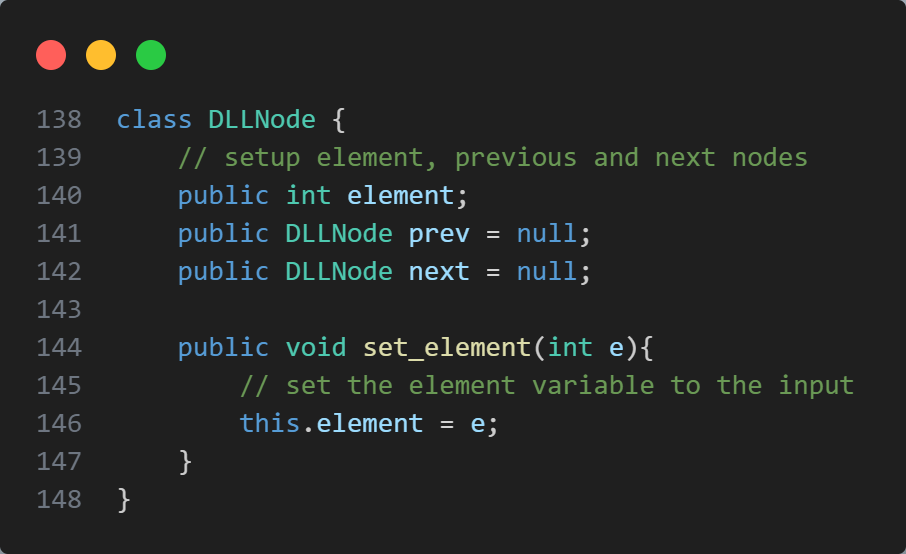 138 class DLLNode {
139     // setup element, previous and next nodes
140     public int element;
141     public DLLNode prev = null;
142     public DLLNode next = null;
143
144     public void set_element(int e){
145         // set the element variable to the input
146         this.element = e;
147     }
148 }